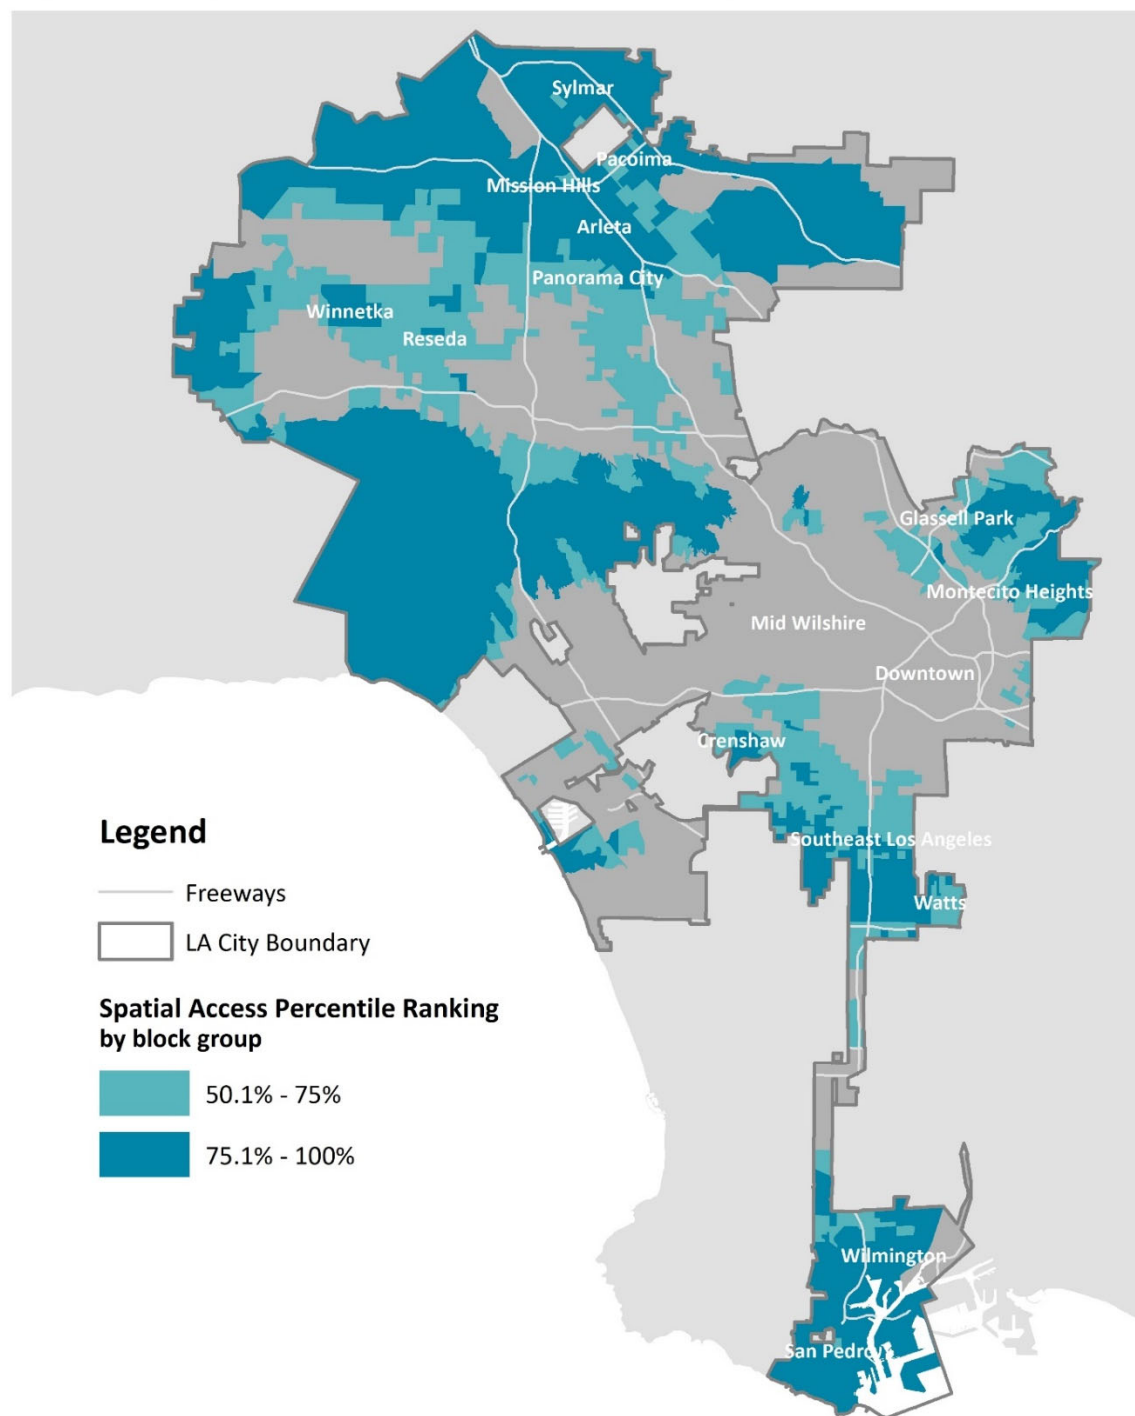 Sylmar
Pacoima
Mission Hills
Arleta
Panorama City
Winnetka
Reseda
Glassell Park
Montecito Heights
Mid Wilshire
Downtown
Crenshaw
Southeast Los Angeles
Watts
Wilmington
San Pedro
Legend
Freeways
LA City Boundary
Spatial Access Percentile Ranking
by block group
50.1% - 75%
75.1% - 100%